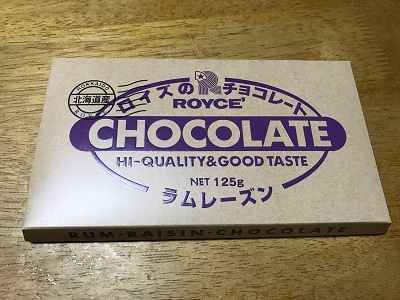 HOKKAIDO
北海道産
ロイズのチョコレート
ROYCE'
CHOCOLATE
HI-QUALITY&GOOD TASTE
NET 125g
ラムレーズン
RUM・RAISIN・CHOCOLATE